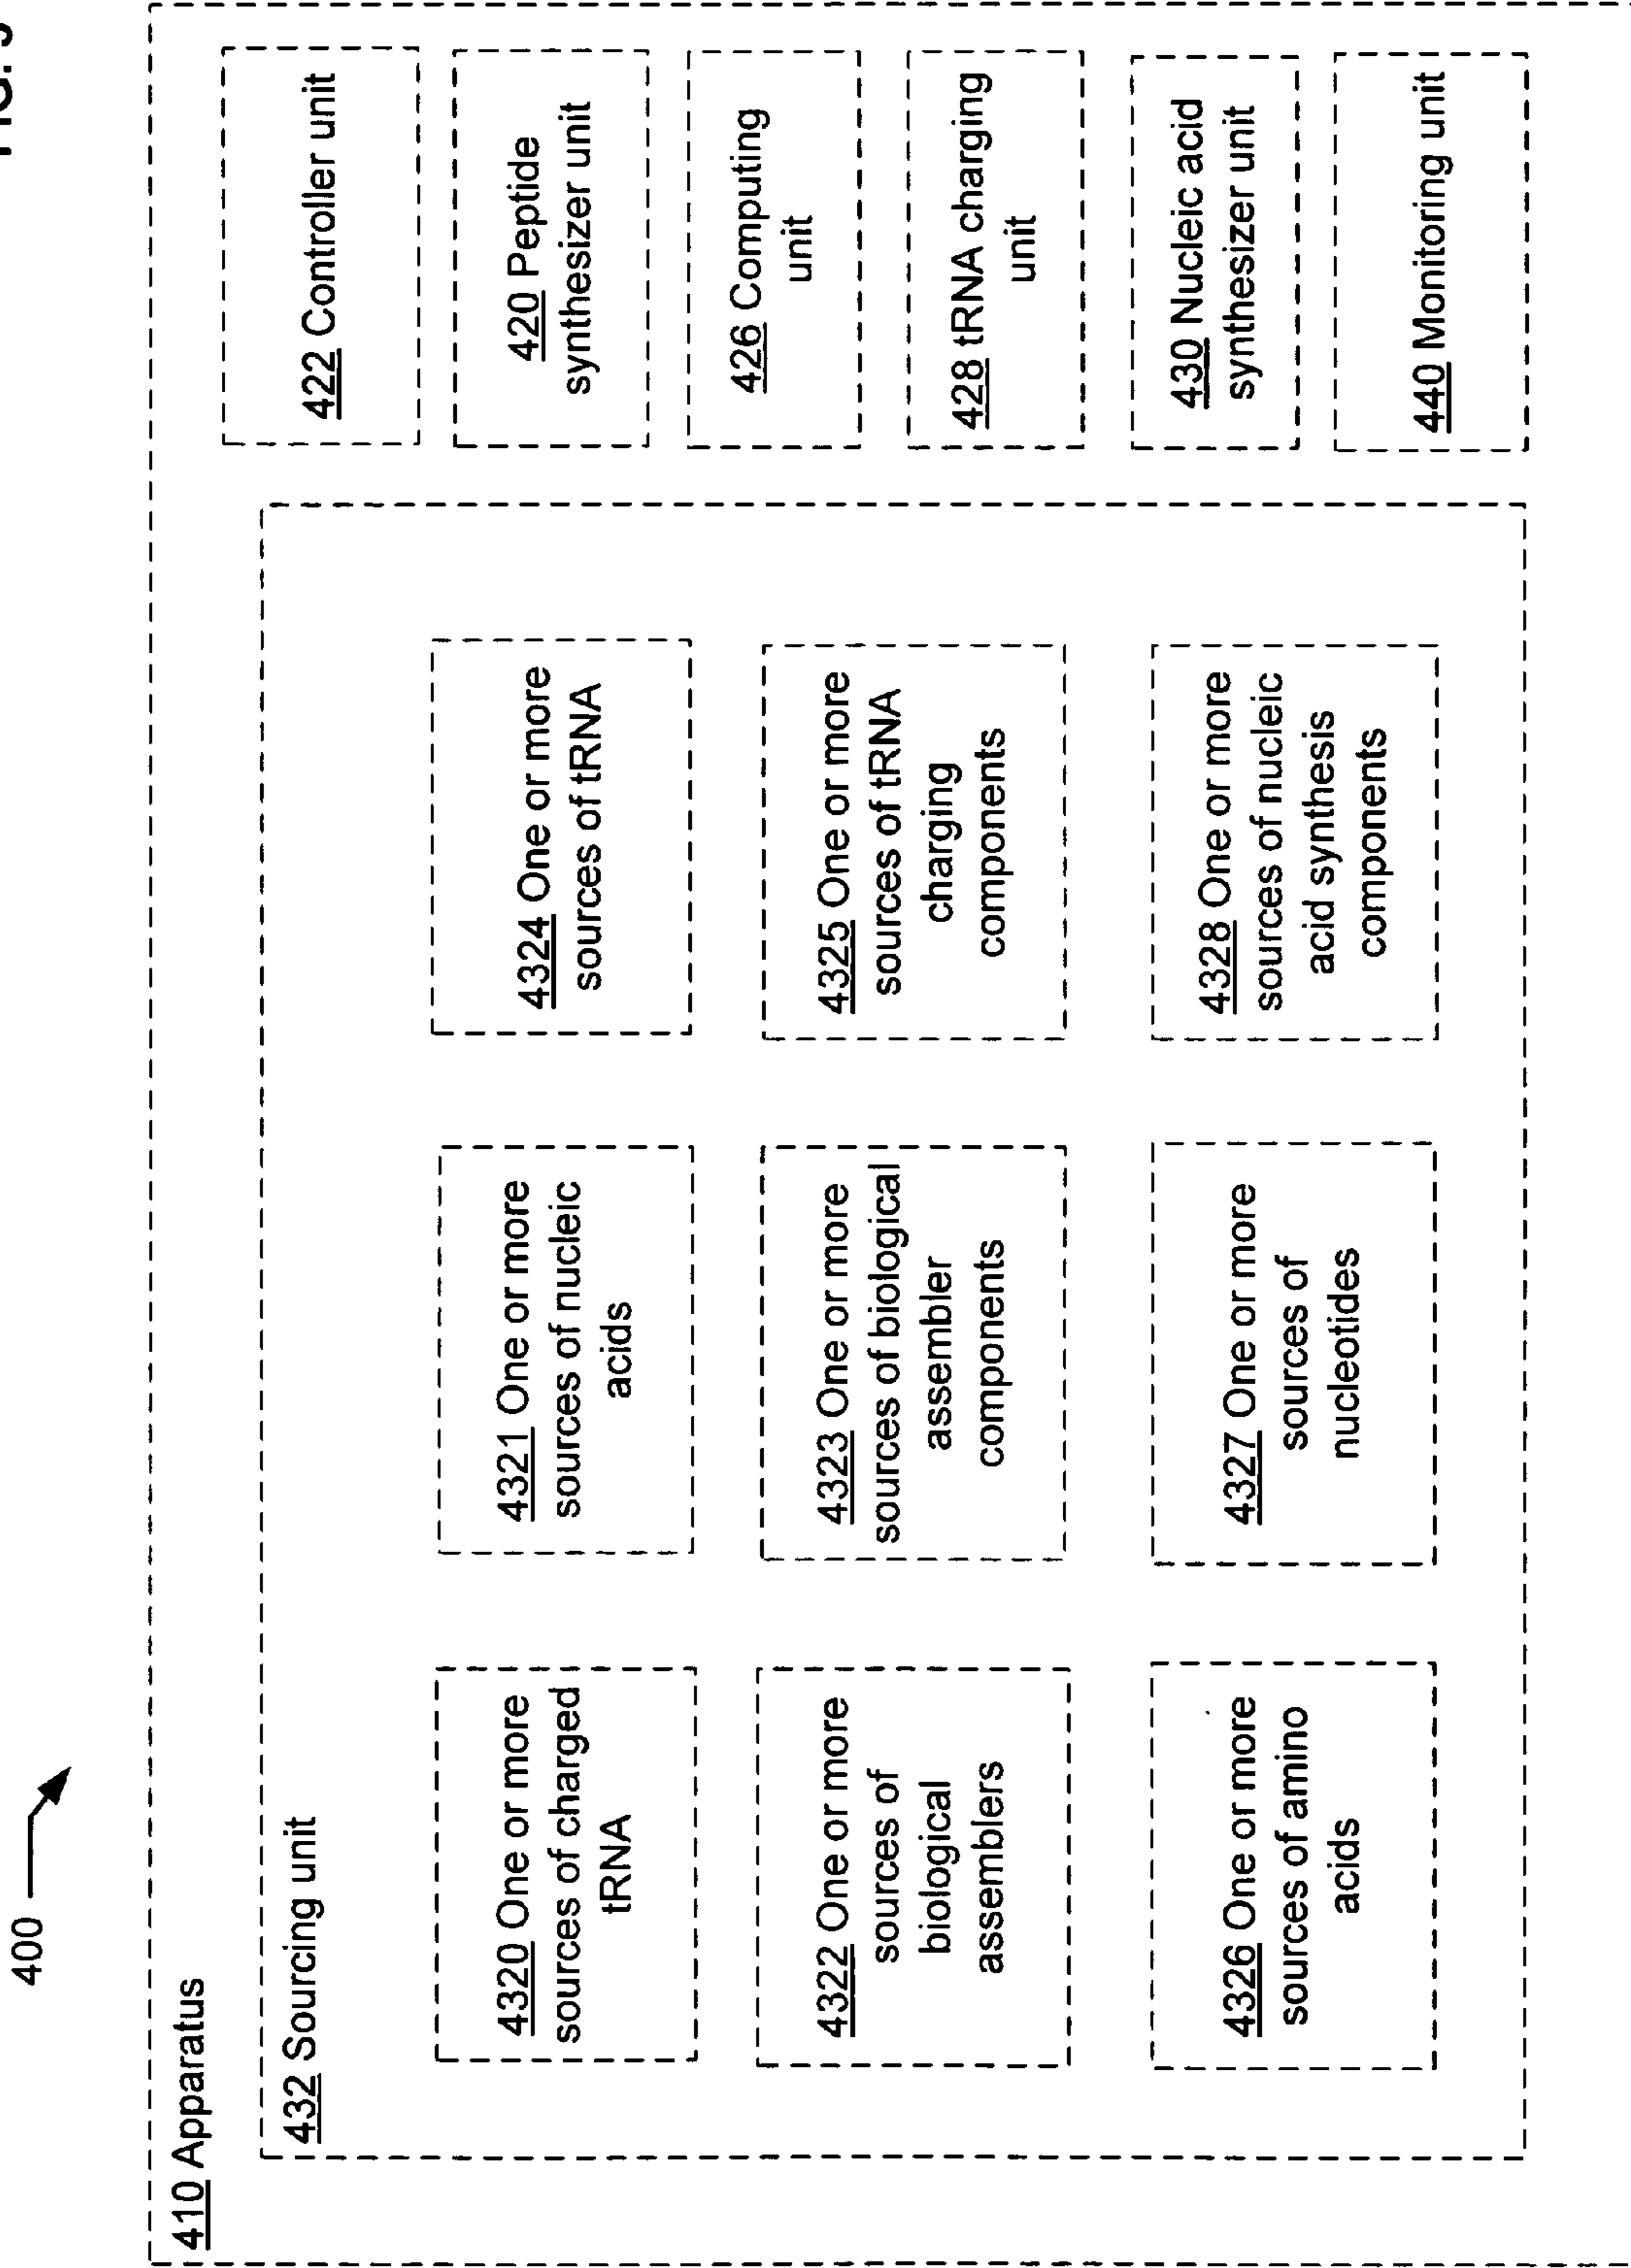 400
410 Apparatus
432 Sourcing unit
4320 One or more
sources of charged
tRNA
4321 One or more
sources of nucleic
acids
4324 One or more
sources of tRNA
4322 One or more
sources of
biological
assemblers
4323 One or more
sources of biological
assembler
components
4325 One or more
sources of tRNA
charging
components
4326 One or more
sources of amino
acids
4327 One or more
sources of
nucleotides
4328 One or more
sources of nucleic
acid synthesis
components
422 Controller unit
420 Peptide
synthesizer unit
426 Computing
unit
428 tRNA charging
unit
430 Nucleic acid
synthesizer unit
440 Monitoring unit